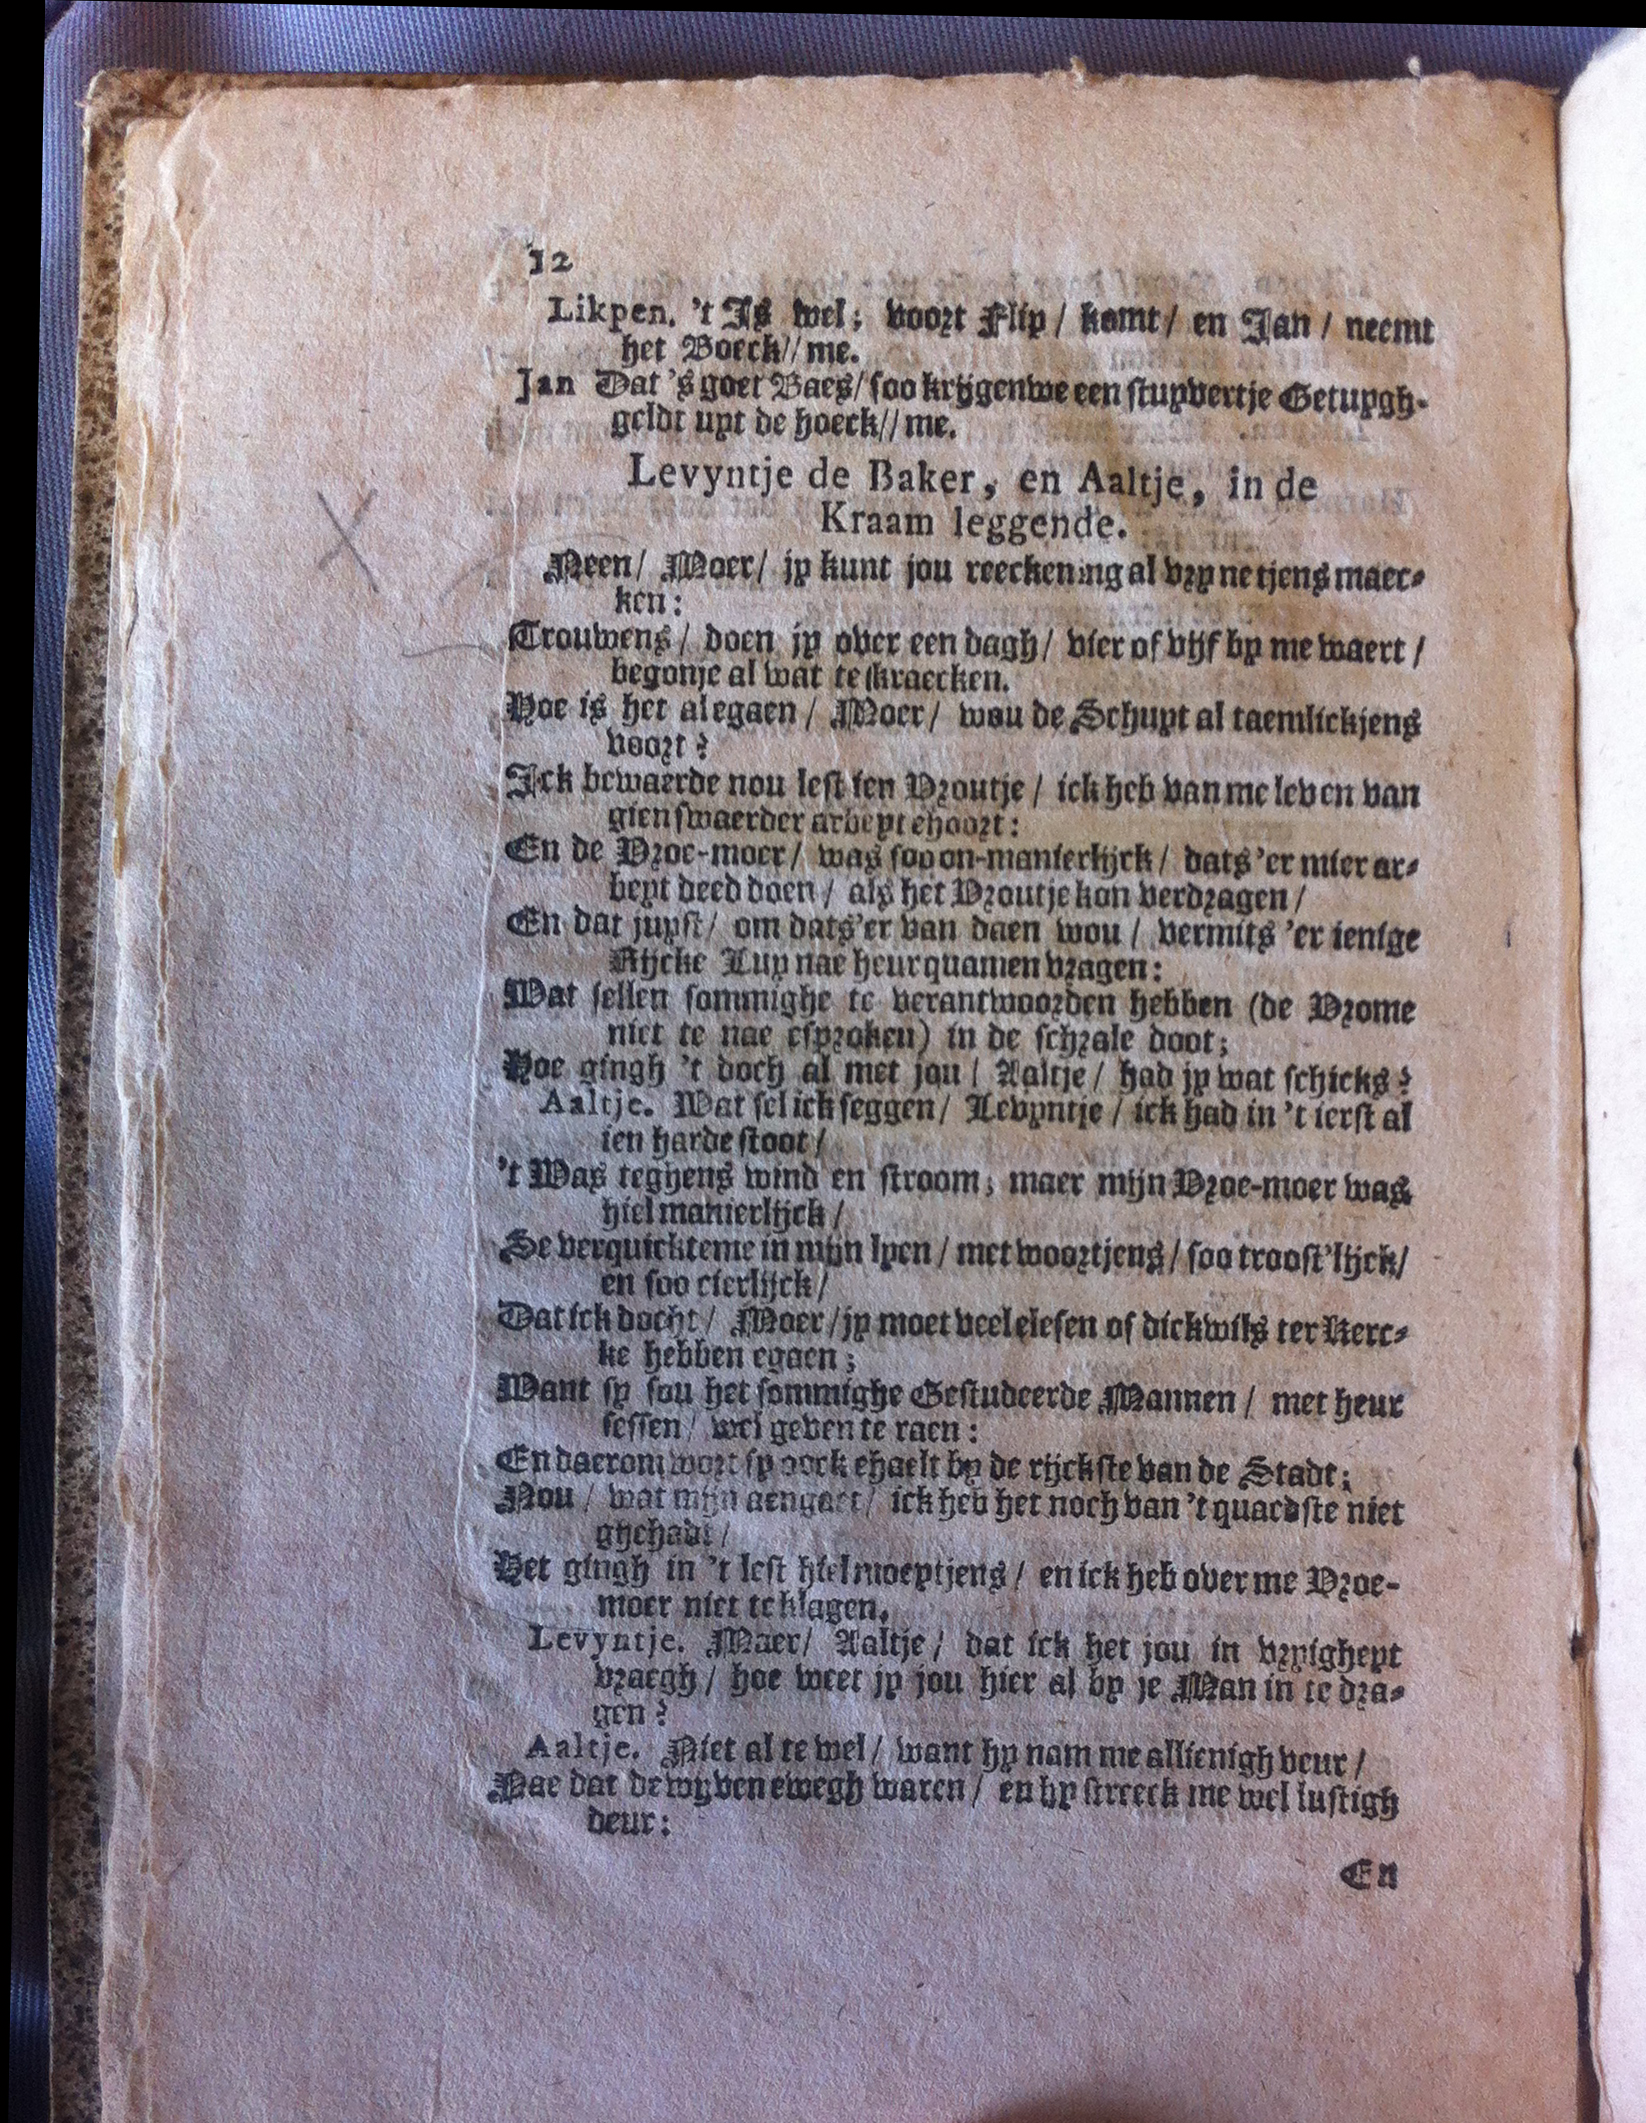 12
Likpen. 't Is wel; voort Flip / komt / en Jan / neemt
het Boeck // me.
Jan Dat 's goet Baes / soo krijgenwe een stuyvertje Getuygh-
geldt uyt de hoeck // me.
Levyntje de Baker, en Aaltje, in de
Kraam leggende.
Neen / Moer / jy kunt jou reeckening al vry netjens maec-
ken:
Trouwens / doen jy over een dagh / vier of vijf by me waert /
begonje al wat te kraecken.
Hoe is het al egaen / Moer / wou de Schuyt al taemlickjens
voort?
Ick bewaerde nou lest ien Vroutje / ick heb van me leven van
gien swaerder arbeyt ehoort:
En de Vroe-moer / was soo on-manierlijck / dats 'er mier ar-
beyt deed doen / als het Vroutje kon verdragen /
En dat juyst / om dats'er van daen wou / vermits 'er ienige
Rijcke Luy nae heur quamen vragen:
Wat sellen sommighe te verantwoorden hebben (de Vrome
niet te nae esproken) in de schrale doot;
Hoe gingh 't doch al met jou / Aaltje / had jy wat schicks?
Aaltje. Wat sel ick seggen / Levyntje / ick had in 't ierst al
ien harde stoot /
't Was teghens wind en stroom; maer mijn Vroe-moer was
hiel manierlijck /
Se verquickte me in mijn lyen / met woortjens / soo troost'lijck /
en soo cierlijck /
Dat ick docht / Moer / jy moet veel elesen of dickwils ter Kerc-
ke hebben egaen;
Want sy sou het sommighe Gestudeerde Mannen / met heur
sessen / wel geven te raen:
En daerom wort sy oock ehaelt by de rijckste van de Stadt;
Nou / wat mijn aengaet / ick heb het noch van 't quaedste niet
ghehadt /
Het gingh in 't lest hiel moeytjens / en ick heb over me Vroe-
moer niet te klagen.
Levyntje. Maer / Aaltje / dat ick het jou in vryigheyt
vraegh / hoe weet jy jou hier al by je Man in te dra-
gen?
Aaltje. Niet al te wel / want hy nam me allienigh veur /
Nae dat de wyven ewegh waren / en hy streeck me wel lustigh
deur:
En